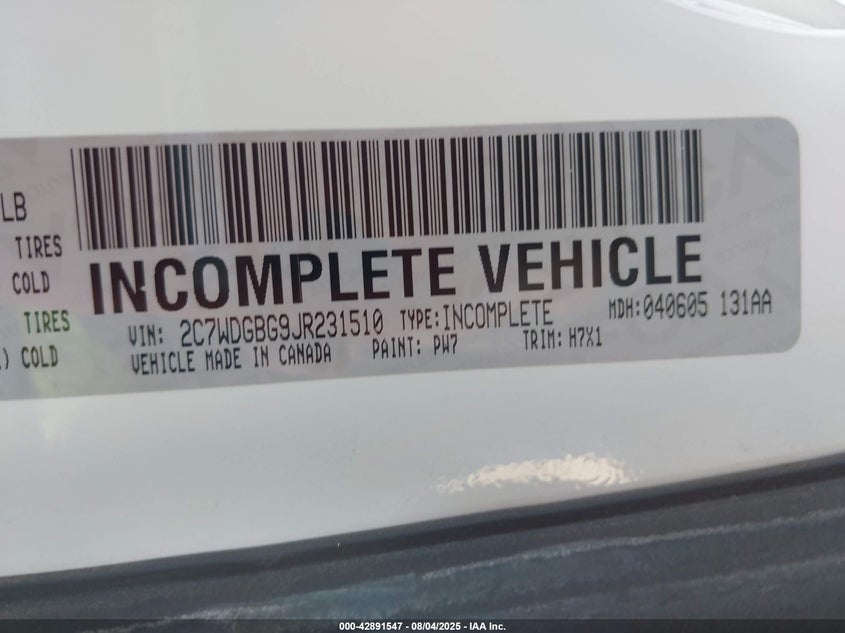 LB
TIRES
COLD
INCOMPLETE VEHICLE
TIRES
VIN: 2C7WDGBG9JR231510 TYPE:INCOMPLETE MDH:040605 131AA
) COLD
VEHICLE MADE IN CANADA PAINT: PW7 TRIM: H7X1
000-42891547 - 08/04/2025 - IAA Inc.